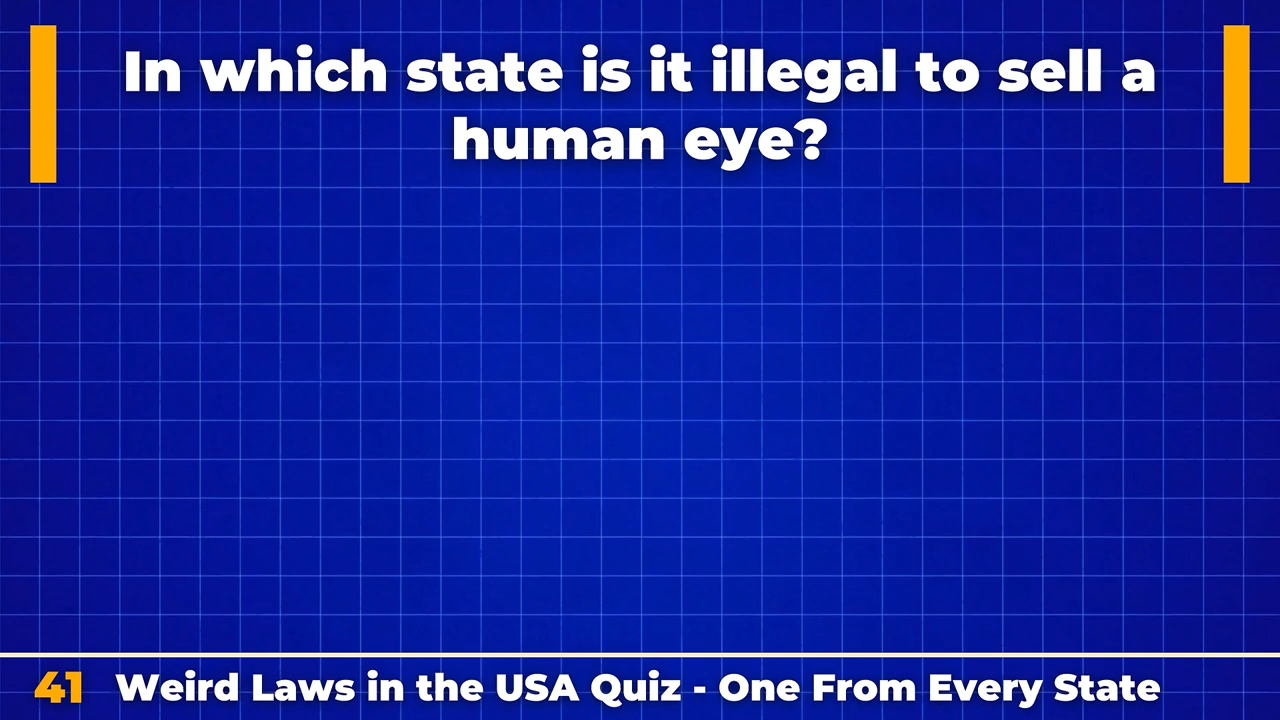 In which state is it illegal to sell a
human eye?
41 Weird Laws in the USA Quiz - One From Every State